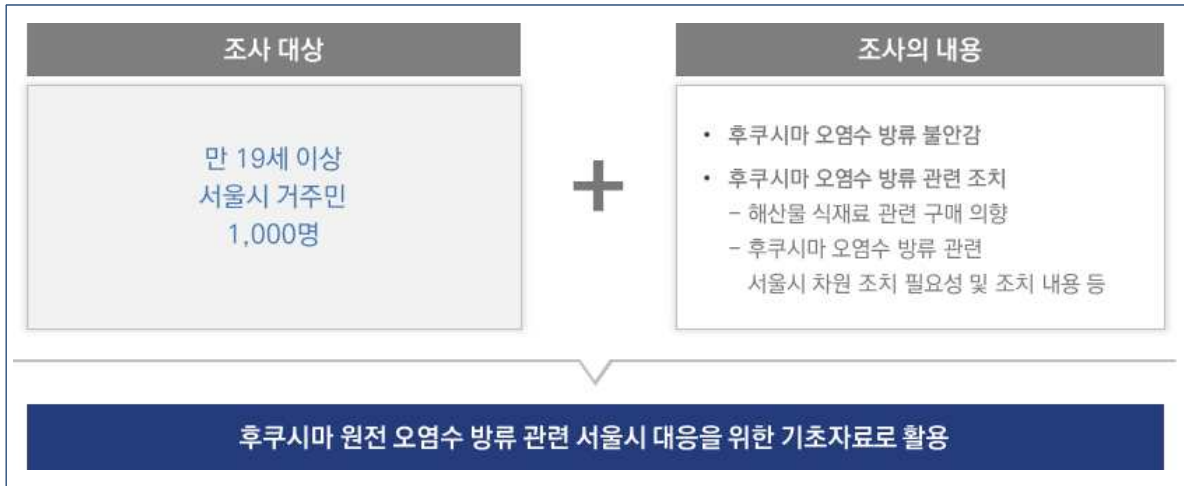 조사 대상
만 19세 이상
서울시 거주민
1,000명
조사의 내용
• 후쿠시마 오염수 방류 불안감
• 후쿠시마 오염수 방류 관련 조치
– 해산물 식재료 관련 구매 의향
– 후쿠시마 오염수 방류 관련
서울시 차원 조치 필요성 및 조치 내용 등
후쿠시마 원전 오염수 방류 관련 서울시 대응을 위한 기초자료로 활용